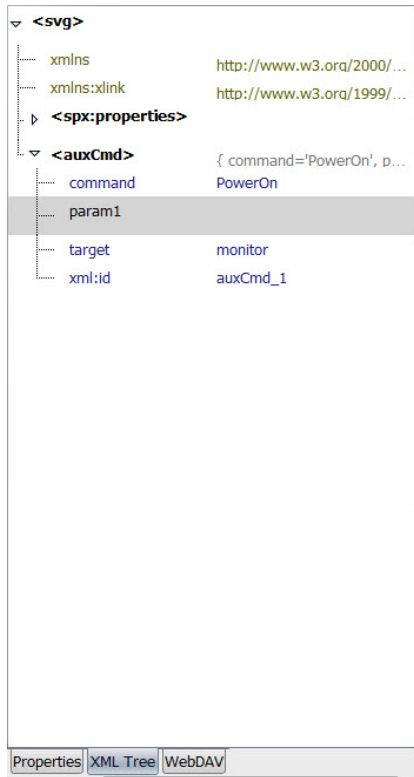 <svg>
xmlns http://www.w3.org/2000/...
xmlns:xlink http://www.w3.org/1999/...
<spx:properties>
<auxCmd> { command='PowerOn', p...
command PowerOn
param1
target monitor
xml:id auxCmd_1
Properties XML Tree WebDAV